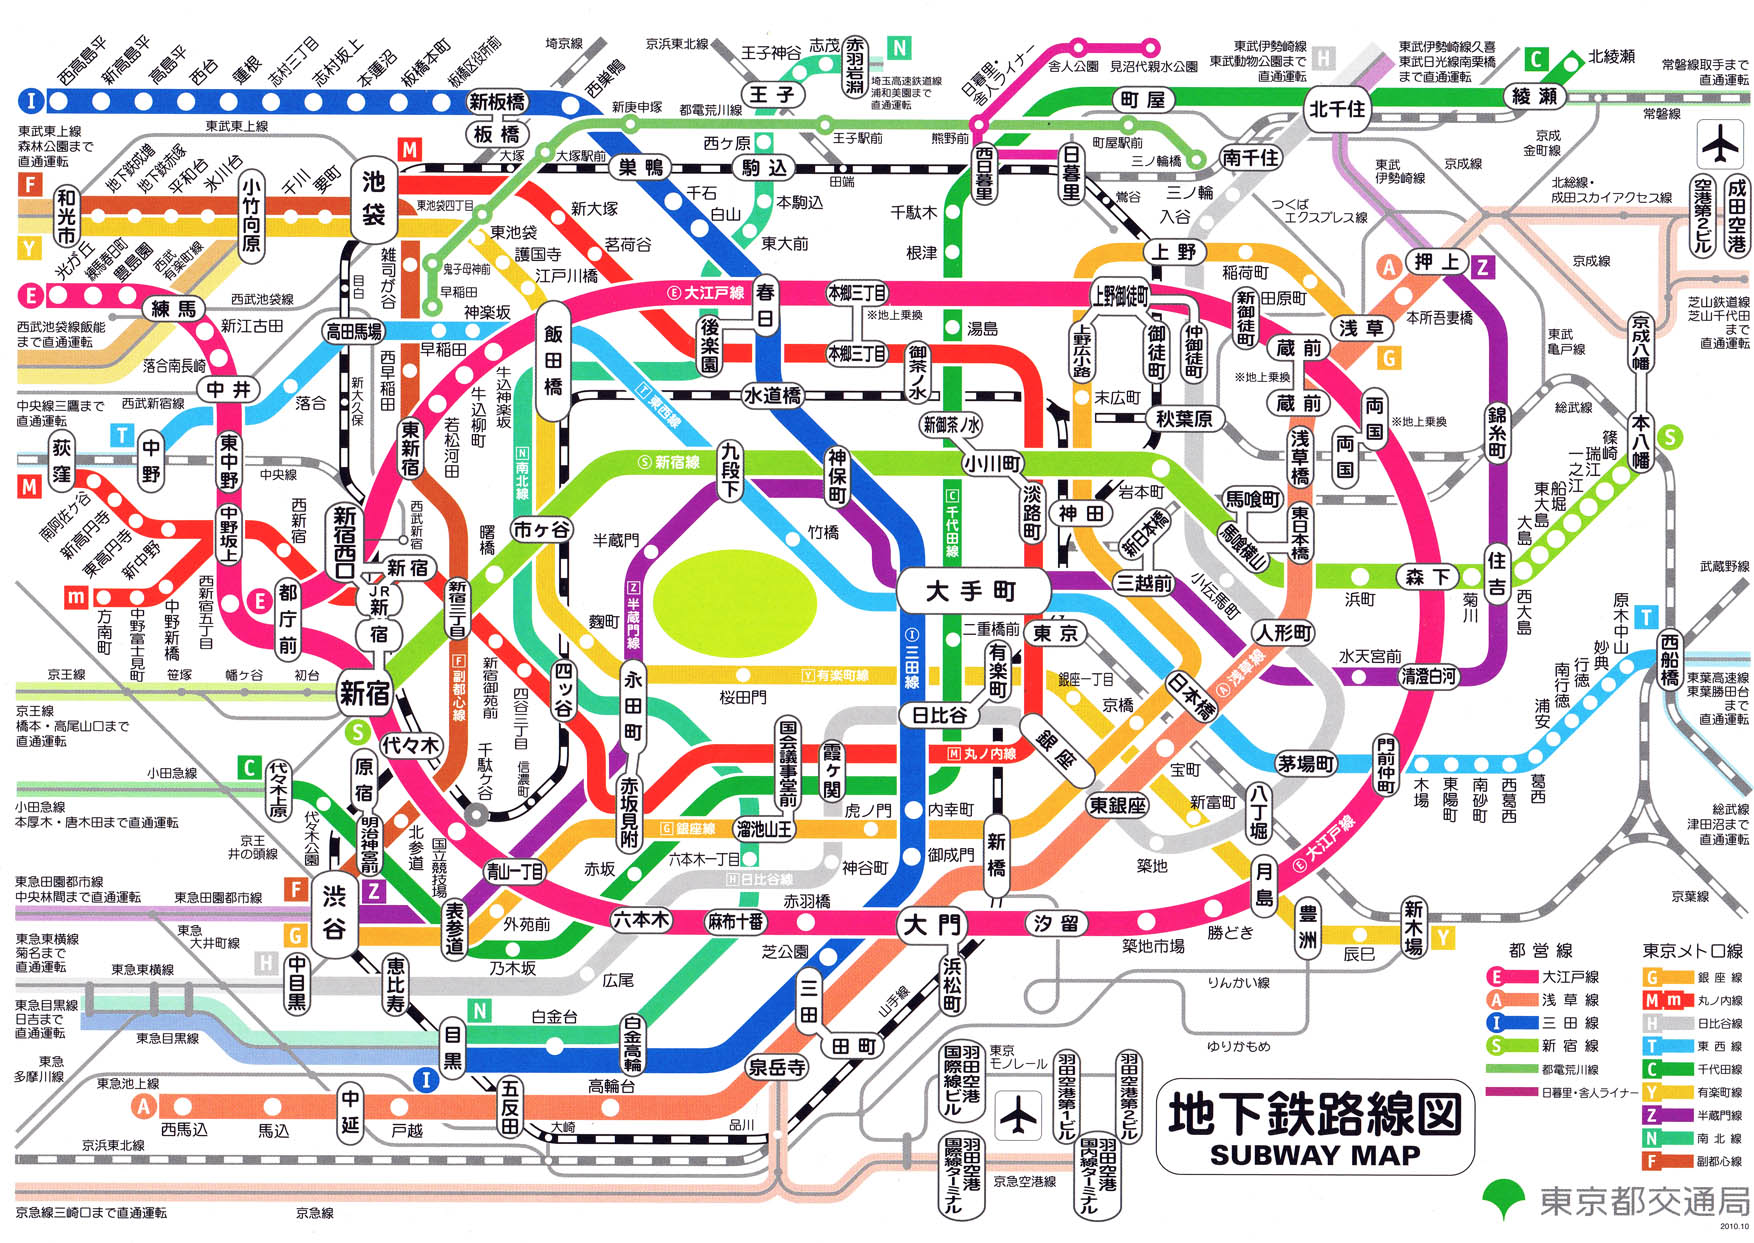 西高島平
新高島平
高島平
西台
蓮根
志村三丁目
志村坂上
本蓮沼
板橋本町
板橋区役所前
埼京線
西巣鴨
京浜東北線
王子神谷
志茂
赤羽岩淵
N
埼玉高速鉄道線
浦和美園まで
直通運転
日暮里・
舎人ライナー
舎人公園
見沼代親水公園
東武伊勢崎線
東武動物公園まで
直通運転
H
東武伊勢崎線久喜
東武日光線南栗橋
まで直通運転
C
北綾瀬
常磐線取手まで
直通運転
I
新板橋
板橋
新庚申塚
都電荒川線
王子
西ケ原
王子駅前
熊野前
町屋
町屋駅前
三ノ輪橋
北千住
綾瀬
常磐線
東武東上線
森林公園まで
直通運転
東武東上線
M
大塚
大塚駅前
巣鴨
駒込
田端
西日暮里
日暮里
鶯谷
南千住
三ノ輪
入谷
東武
伊勢崎線
京成線
京成
金町線
F
和光市
地下鉄成増
地下鉄赤塚
平和台
氷川台
小竹向原
千川
要町
池袋
東池袋四丁目
新大塚
千石
白山
本駒込
東大前
千駄木
根津
つくば
エクスプレス線
北総線・
成田スカイアクセス線
空港第2ビル
成田空港
Y
光が丘
練馬春日町
豊島園
西武
有楽町線
目白
雑司が谷
鬼子母神前
早稲田
東池袋
護国寺
江戸川橋
茗荷谷
上野
稲荷町
田原町
A
押上
Z
京成線
E
練馬
西武池袋線
新江古田
高田馬場
早稲田
神楽坂
E 大江戸線
春日
本郷三丁目
※地上乗換
湯島
上野御徒町
新御徒町
浅草
本所吾妻橋
芝山鉄道線
芝山千代田
まで
直通運転
西武池袋線飯能
まで直通運転
落合南長崎
中井
西早稲田
飯田橋
後楽園
本郷三丁目
御茶ノ水
上野広小路
御徒町
仲御徒町
蔵前
G
東武
亀戸線
京成八幡
中央線三鷹まで
直通運転
西武新宿線
落合
新大久保
若松河田
牛込柳町
牛込神楽坂
T 東西線
水道橋
末広町
秋葉原
※地上乗換
蔵前
両国
両国
※地上乗換
錦糸町
総武線
本八幡
S
荻窪
T
中野
東中野
中央線
東新宿
N 南北線
S 新宿線
九段下
神保町
新御茶ノ水
小川町
C 千代田線
淡路町
岩本町
浅草橋
馬喰町
馬喰横山
東日本橋
篠崎
瑞江
一之江
船堀
東大島
大島
M
南阿佐ケ谷
新高円寺
東高円寺
新中野
中野坂上
西新宿
新宿西口
西武新宿
曙橋
市ケ谷
半蔵門
竹橋
大手町
神田
新日本橋
三越前
小伝馬町
浜町
森下
菊川
住吉
西大島
武蔵野線
m
方南町
中野富士見町
中野新橋
西新宿五丁目
E
都庁前
新宿
JR
新宿
新宿三丁目
麹町
Z 半蔵門線
I 三田線
二重橋前
東京
人形町
水天宮前
清澄白河
原木中山
妙典
行徳
南行徳
浦安
T
西船橋
京王線
笹塚
幡ケ谷
初台
新宿
F 副都心線
新宿御苑前
四谷三丁目
四ツ谷
永田町
桜田門
Y 有楽町線
有楽町
日比谷
銀座一丁目
京橋
日本橋
A 浅草線
東葉高速線
東葉勝田台
まで
直通運転
京王線
橋本・高尾山口まで
直通運転
S
代々木
千駄ケ谷
信濃町
国会議事堂前
霞ケ関
M 丸ノ内線
銀座
宝町
茅場町
門前仲町
木場
東陽町
南砂町
西葛西
葛西
小田急線
C
代々木上原
原宿
明治神宮前
北参道
国立競技場
赤坂見附
G 銀座線
溜池山王
虎ノ門
内幸町
東銀座
新富町
八丁堀
総武線
津田沼まで
直通運転
小田急線
本厚木・唐木田まで直通運転
京王
井の頭線
代々木公園
青山一丁目
赤坂
六本木一丁目
神谷町
御成門
新橋
築地
月島
E 大江戸線
東急田園都市線
中央林間まで直通運転
東急田園都市線
F
渋谷
Z
G
表参道
外苑前
乃木坂
六本木
H 日比谷線
麻布十番
赤羽橋
大門
汐留
築地市場
勝どき
豊洲
辰巳
新木場
Y
京葉線
東急東横線
菊名まで
直通運転
東急
大井町線
東急東横線
H
中目黒
恵比寿
広尾
芝公園
浜松町
山手線
りんかい線
ゆりかもめ
東急目黒線
日吉まで
直通運転
東急目黒線
N
目黒
I
白金台
白金高輪
三田
田町
泉岳寺
高輪台
東急
多摩川線
東急池上線
A
西馬込
馬込
中延
戸越
五反田
大崎
品川
京浜東北線
京急線三崎口まで直通運転
京急線
羽田空港
国際線ビル
東京
モノレール
羽田空港第1ビル
羽田空港第2ビル
羽田空港
国際線ターミナル
羽田空港
国内線ターミナル
京急空港線
地下鉄路線図
SUBWAY MAP
都営線
E 大江戸線
A 浅草線
I 三田線
S 新宿線
都電荒川線
日暮里・舎人ライナー
東京メトロ線
G 銀座線
M m 丸ノ内線
H 日比谷線
T 東西線
C 千代田線
Y 有楽町線
Z 半蔵門線
N 南北線
F 副都心線
東京都交通局
2010.10